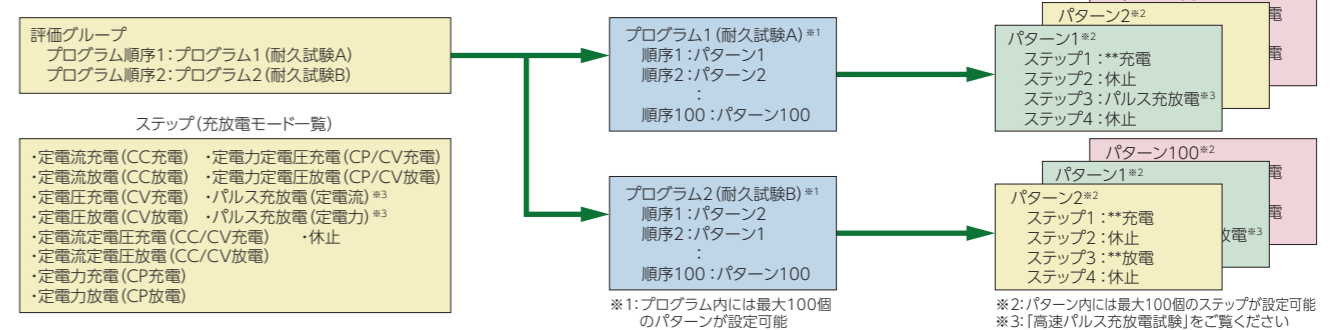 評価グループ
プログラム順序1：プログラム1（耐久試験A）
プログラム順序2：プログラム2（耐久試験B）
ステップ（充放電モード一覧）
・定電流充電（CC充電）　・定電力定電圧充電（CP/CV充電）
・定電流放電（CC放電）　・定電力定電圧放電（CP/CV放電）
・定電圧充電（CV充電）　・パルス充放電（定電流）※3
・定電圧放電（CV放電）　・パルス充放電（定電力）※3
・定電流定電圧充電（CC/CV充電）　・休止
・定電流定電圧放電（CC/CV放電）
・定電力充電（CP充電）
・定電力放電（CP放電）
プログラム1（耐久試験A）※1
順序1：パターン1
順序2：パターン2
：
順序100：パターン100
プログラム2（耐久試験B）※1
順序1：パターン2
順序2：パターン1
：
順序100：パターン100
※1：プログラム内には最大100個
のパターンが設定可能
電
電
パターン2※2
パターン1※2
ステップ1：**充電
ステップ2：休止
ステップ3：パルス充放電※3
ステップ4：休止
パターン100※2
電
電
パターン1※2
放電※3
パターン2※2
ステップ1：**充電
ステップ2：休止
ステップ3：**放電
ステップ4：休止
※2：パターン内には最大100個のステップが設定可能
※3：「高速パルス充放電試験」をご覧ください